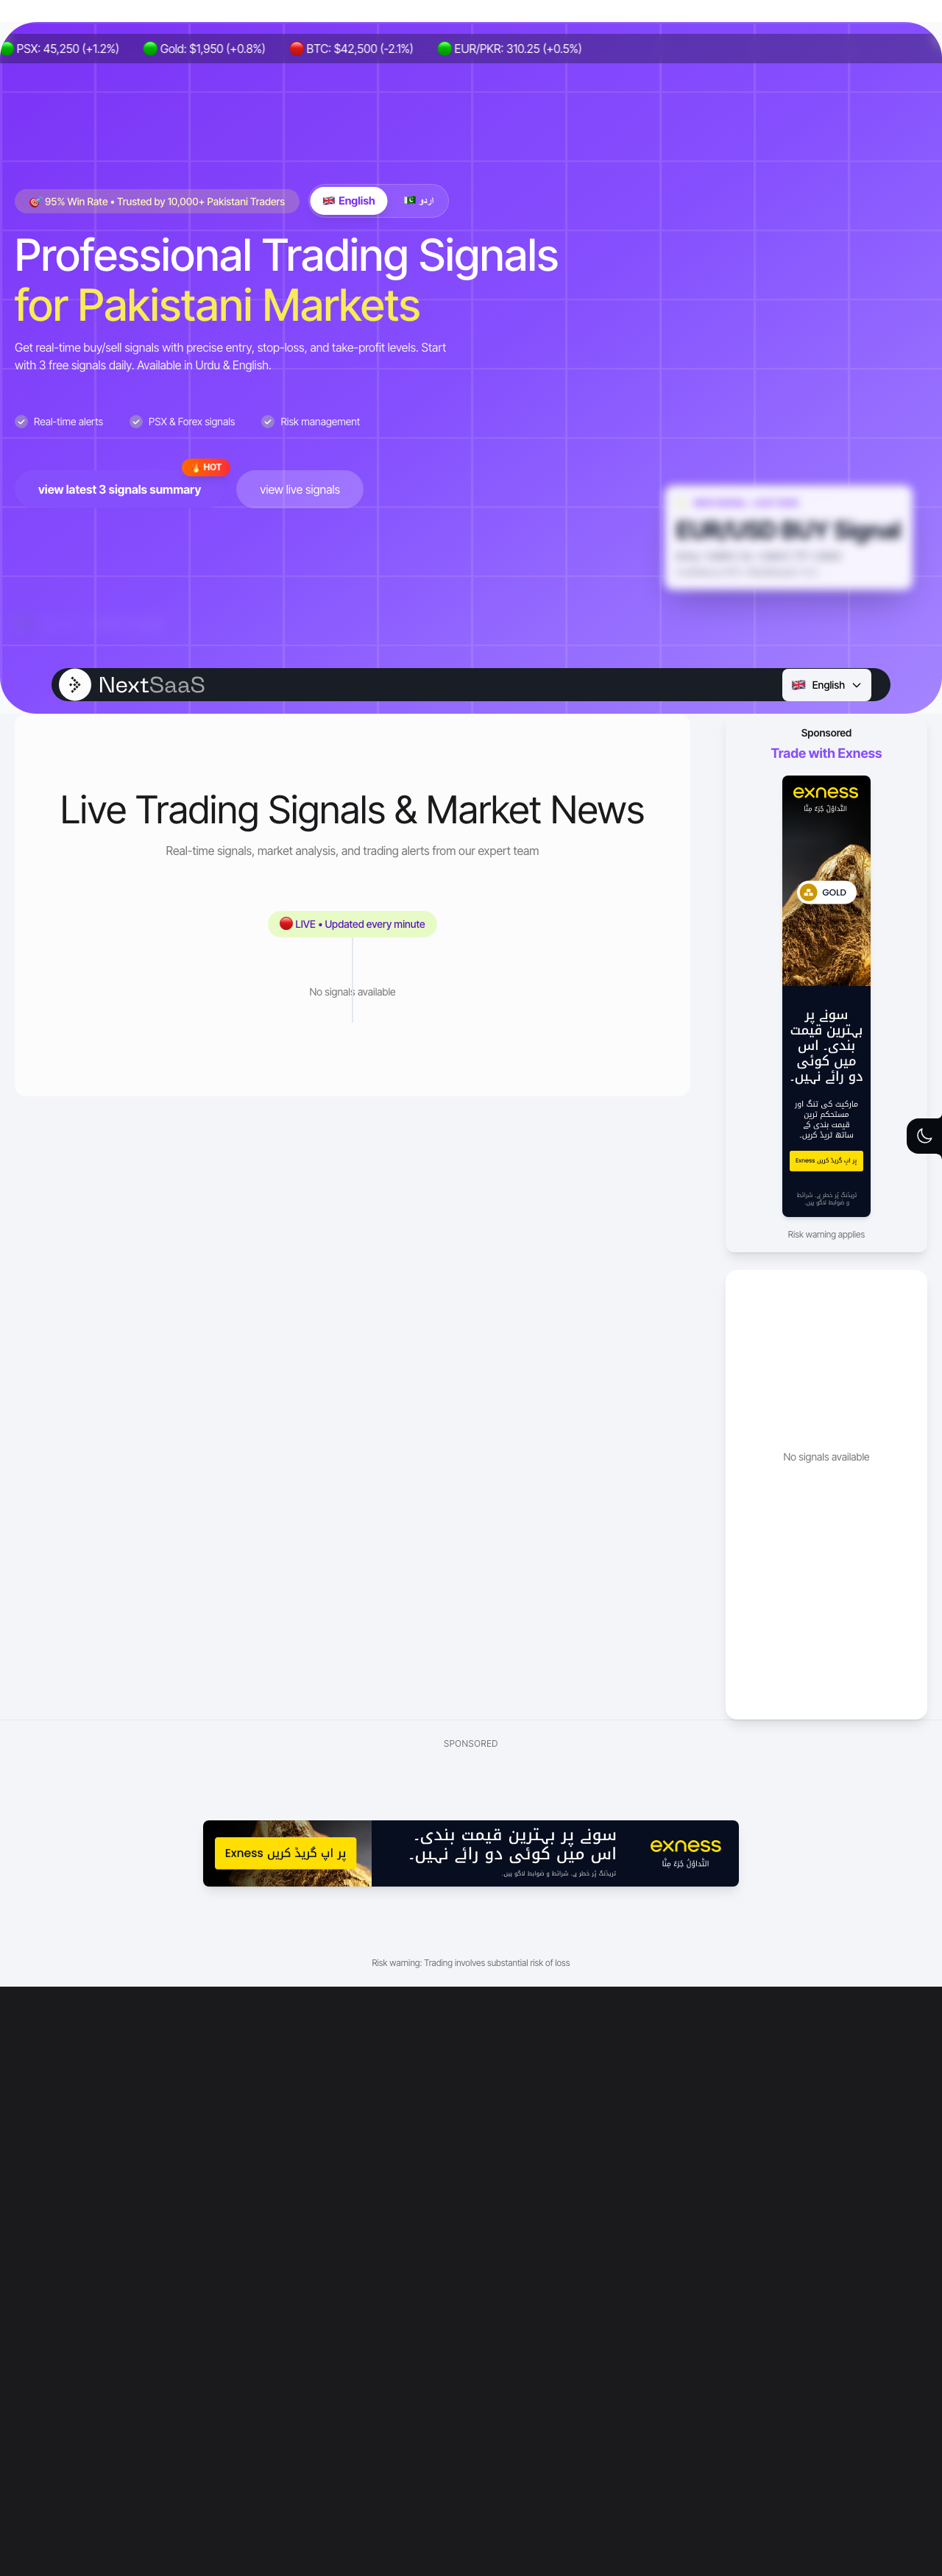 PSX: 45,250 (+1.2%) Gold: $1,950 (+0.8%) BTC: $42,500 (-2.1%) EUR/PKR: 310.25 (+0.5%)
95% Win Rate • Trusted by 10,000+ Pakistani Traders
English
اردو
Professional Trading Signals
for Pakistani Markets
Get real-time buy/sell signals with precise entry, stop-loss, and take-profit levels. Start
with 3 free signals daily. Available in Urdu & English.
Real-time alerts
PSX & Forex signals
Risk management
🔥 HOT
view latest 3 signals summary
view live signals
EUR/USD BUY Signal
NextSaaS
English
Live Trading Signals & Market News
Real-time signals, market analysis, and trading alerts from our expert team
LIVE • Updated every minute
No signals available
Sponsored
Trade with Exness
exness
التَّداوُلُ جُزءٌ مِنَّا
GOLD
سونے پر
بہترین قیمت
بندی۔ اس
میں کوئی
دو رائے نہیں۔
مارکیٹ کی تنگ اور
مستحکم ترین
قیمت بندی کے
ساتھ ٹریڈ کریں۔
Exness پر اپ گریڈ کریں
ٹریڈنگ پُر خطر ہے۔ شرائط
و ضوابط لاگو ہیں۔
Risk warning applies
No signals available
SPONSORED
Exness پر اپ گریڈ کریں
سونے پر بہترین قیمت بندی۔
اس میں کوئی دو رائے نہیں۔
ٹریڈنگ پُر خطر ہے۔ شرائط و ضوابط لاگو ہیں۔
exness
التَّداوُلُ جُزءٌ مِنَّا
Risk warning: Trading involves substantial risk of loss